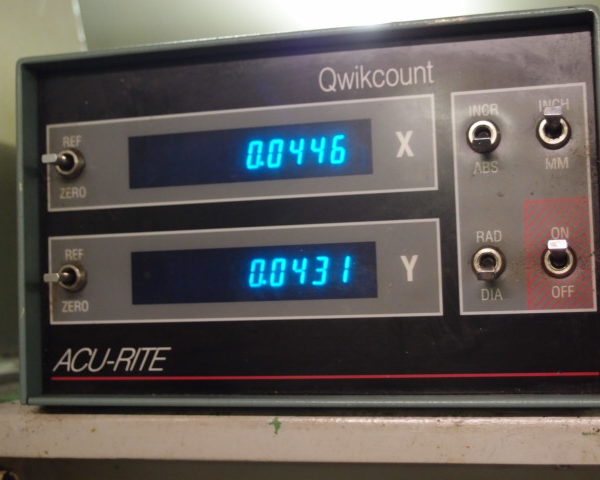 Qwikcount
REF
ZERO
0.0446
X
REF
ZERO
0.0431
Y
INCR
ABS
INCH
MM
RAD
DIA
ON
OFF
ACU-RITE